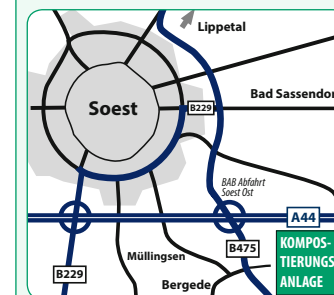 Lippetal
Soest
B229
Bad Sassendor
BAB Abfahrt
Soest Ost
A44
B475
KOMPOS-
TIERUNGS
ANLAGE
Müllingsen
B229
Bergede